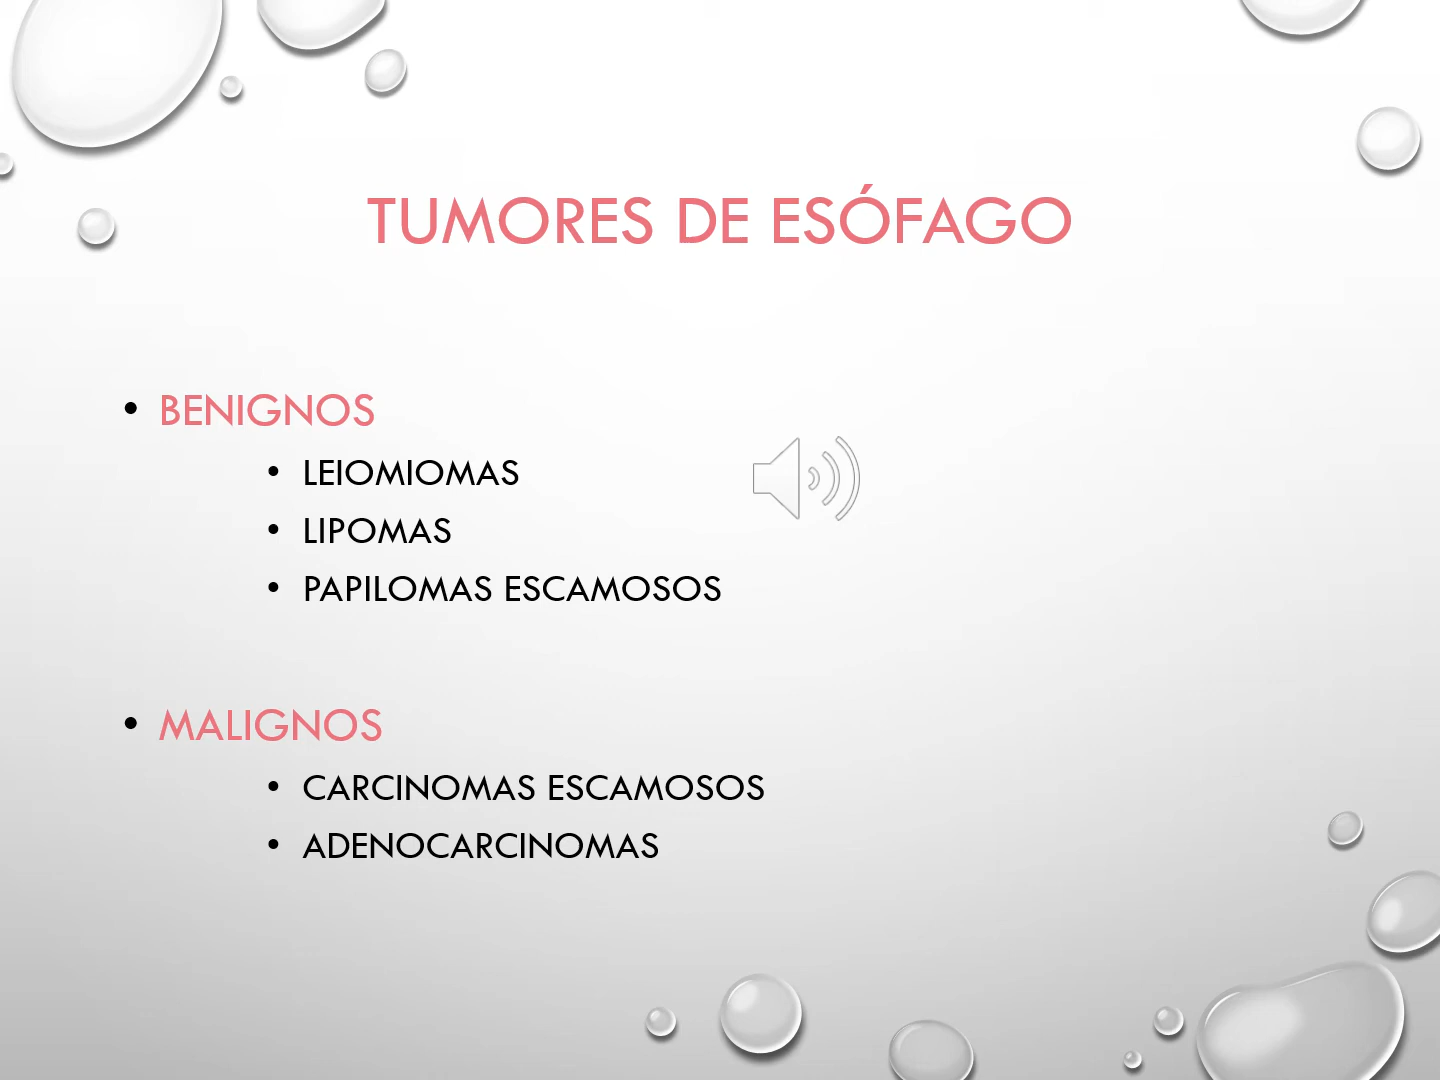 TUMORES DE ESÓFAGO
• BENIGNOS
• LEIOMIOMAS
• LIPOMAS
• PAPILOMAS ESCAMOSOS
• MALIGNOS
• CARCINOMAS ESCAMOSOS
• ADENOCARCINOMAS